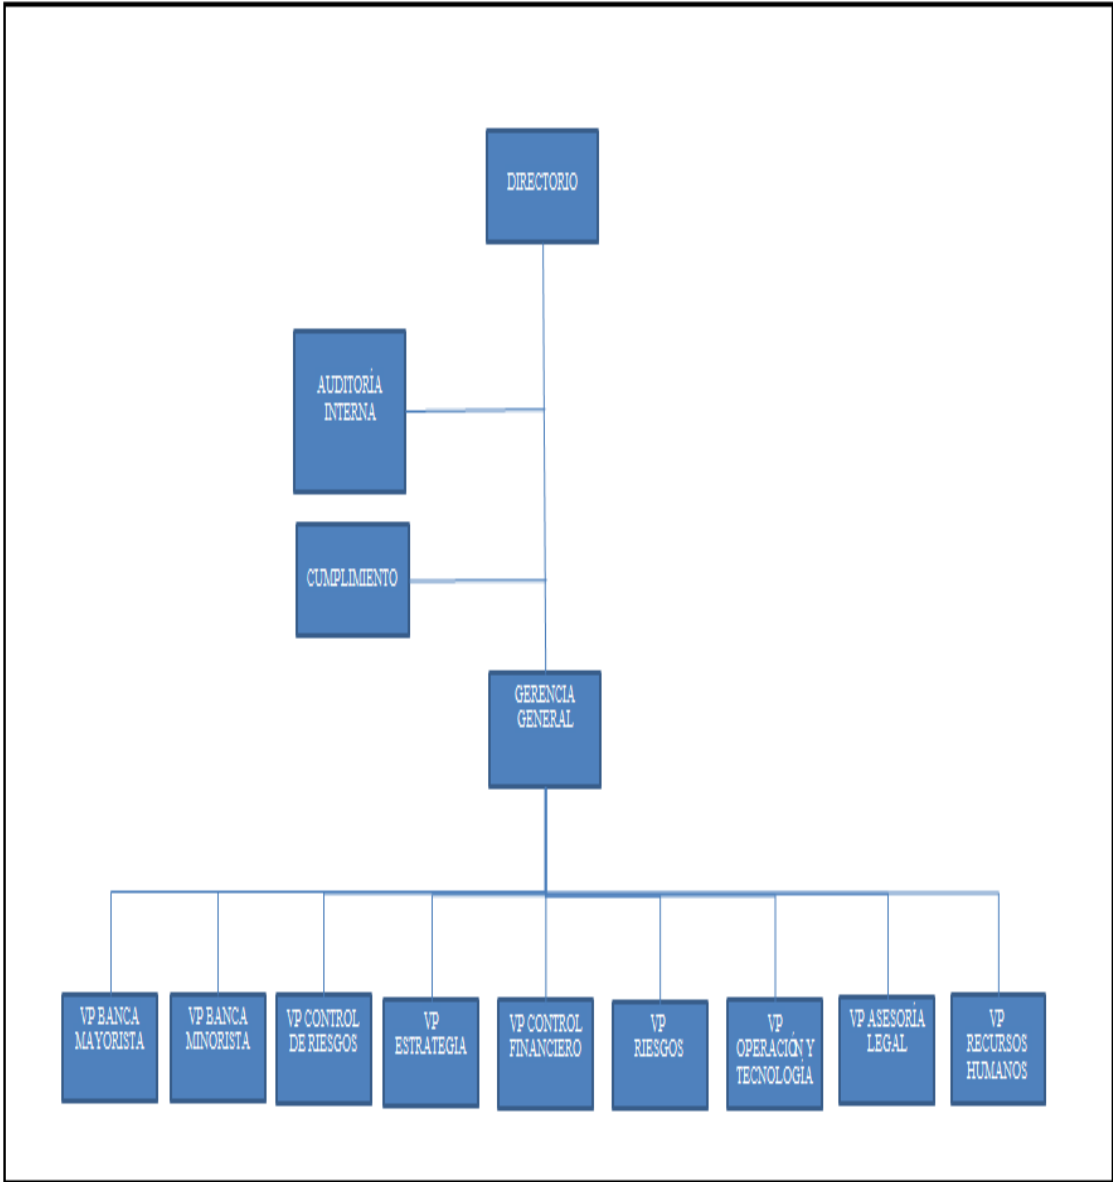 DIRECTORIO
AUDITORÍA
INTERNA
CUMPLIMIENTO
GERENCIA
GENERAL
VP BANCA
MAYORISTA
VP BANCA
MINORISTA
VP CONTROL
DE RIESGOS
VP
ESTRATEGIA
VP CONTROL
FINANCIERO
VP
RIESGOS
VP
OPERACIÓN Y
TECNOLOGÍA
VP ASESORÍA
LEGAL
VP
RECURSOS
HUMANOS